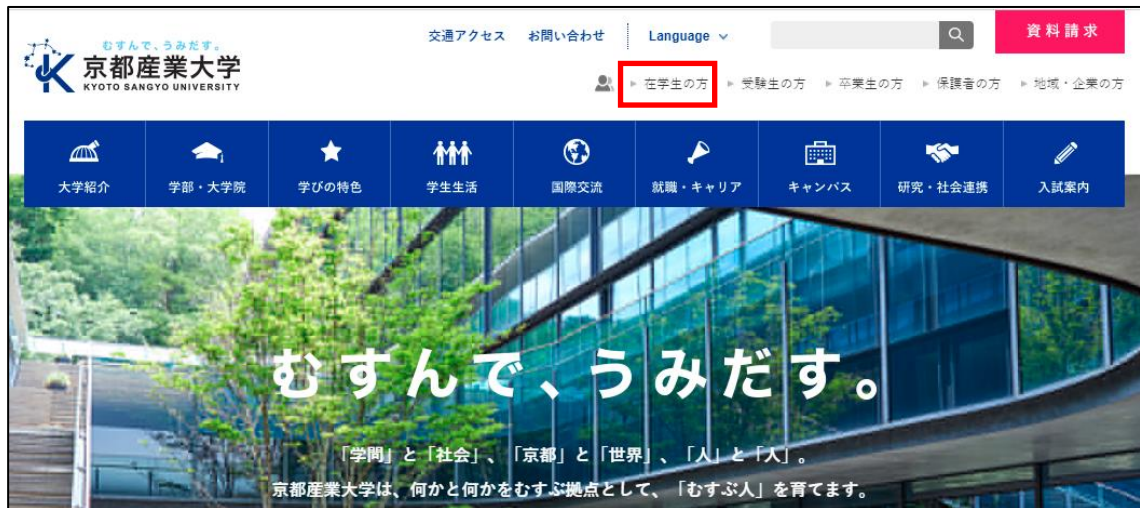 交通アクセス お問い合わせ Language 資料請求
むすんで、うみだす。
京都産業大学
KYOTO SANGYO UNIVERSITY
在学生の方 受験生の方 卒業生の方 保護者の方 地域・企業の方
大学紹介 学部・大学院 学びの特色 学生生活 国際交流 就職・キャリア キャンパス 研究・社会連携 入試案内
むすんで、うみだす。
「学問」と「社会」、「京都」と「世界」、「人」と「人」。
京都産業大学は、何かと何かをむすぶ拠点として、「むすぶ人」を育てます。